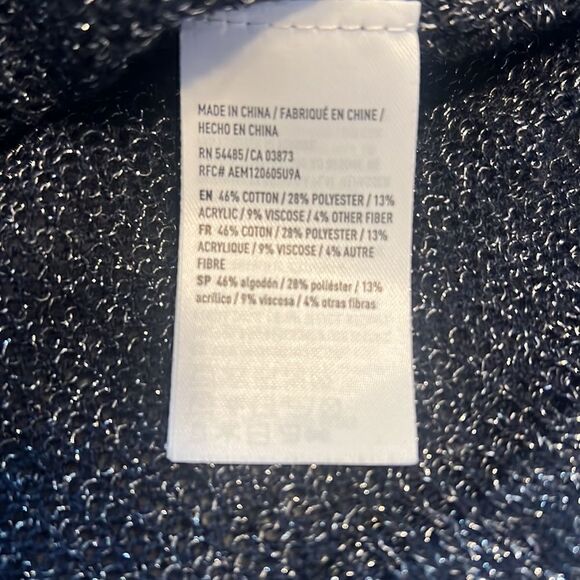 MADE IN CHINA / FABRIQUÉ EN CHINE /
HECHO EN CHINA
RN 54485/CA 03873
RFC# AEM120605U9A
EN 46% COTTON / 28% POLYESTER / 13%
ACRYLIC / 9% VISCOSE / 4% OTHER FIBER
FR 46% COTON / 28% POLYESTER / 13%
ACRYLIQUE / 9% VISCOSE / 4% AUTRE
FIBRE
SP 46% algodón / 28% poliéster / 13%
acrílico / 9% viscosa / 4% otras fibras